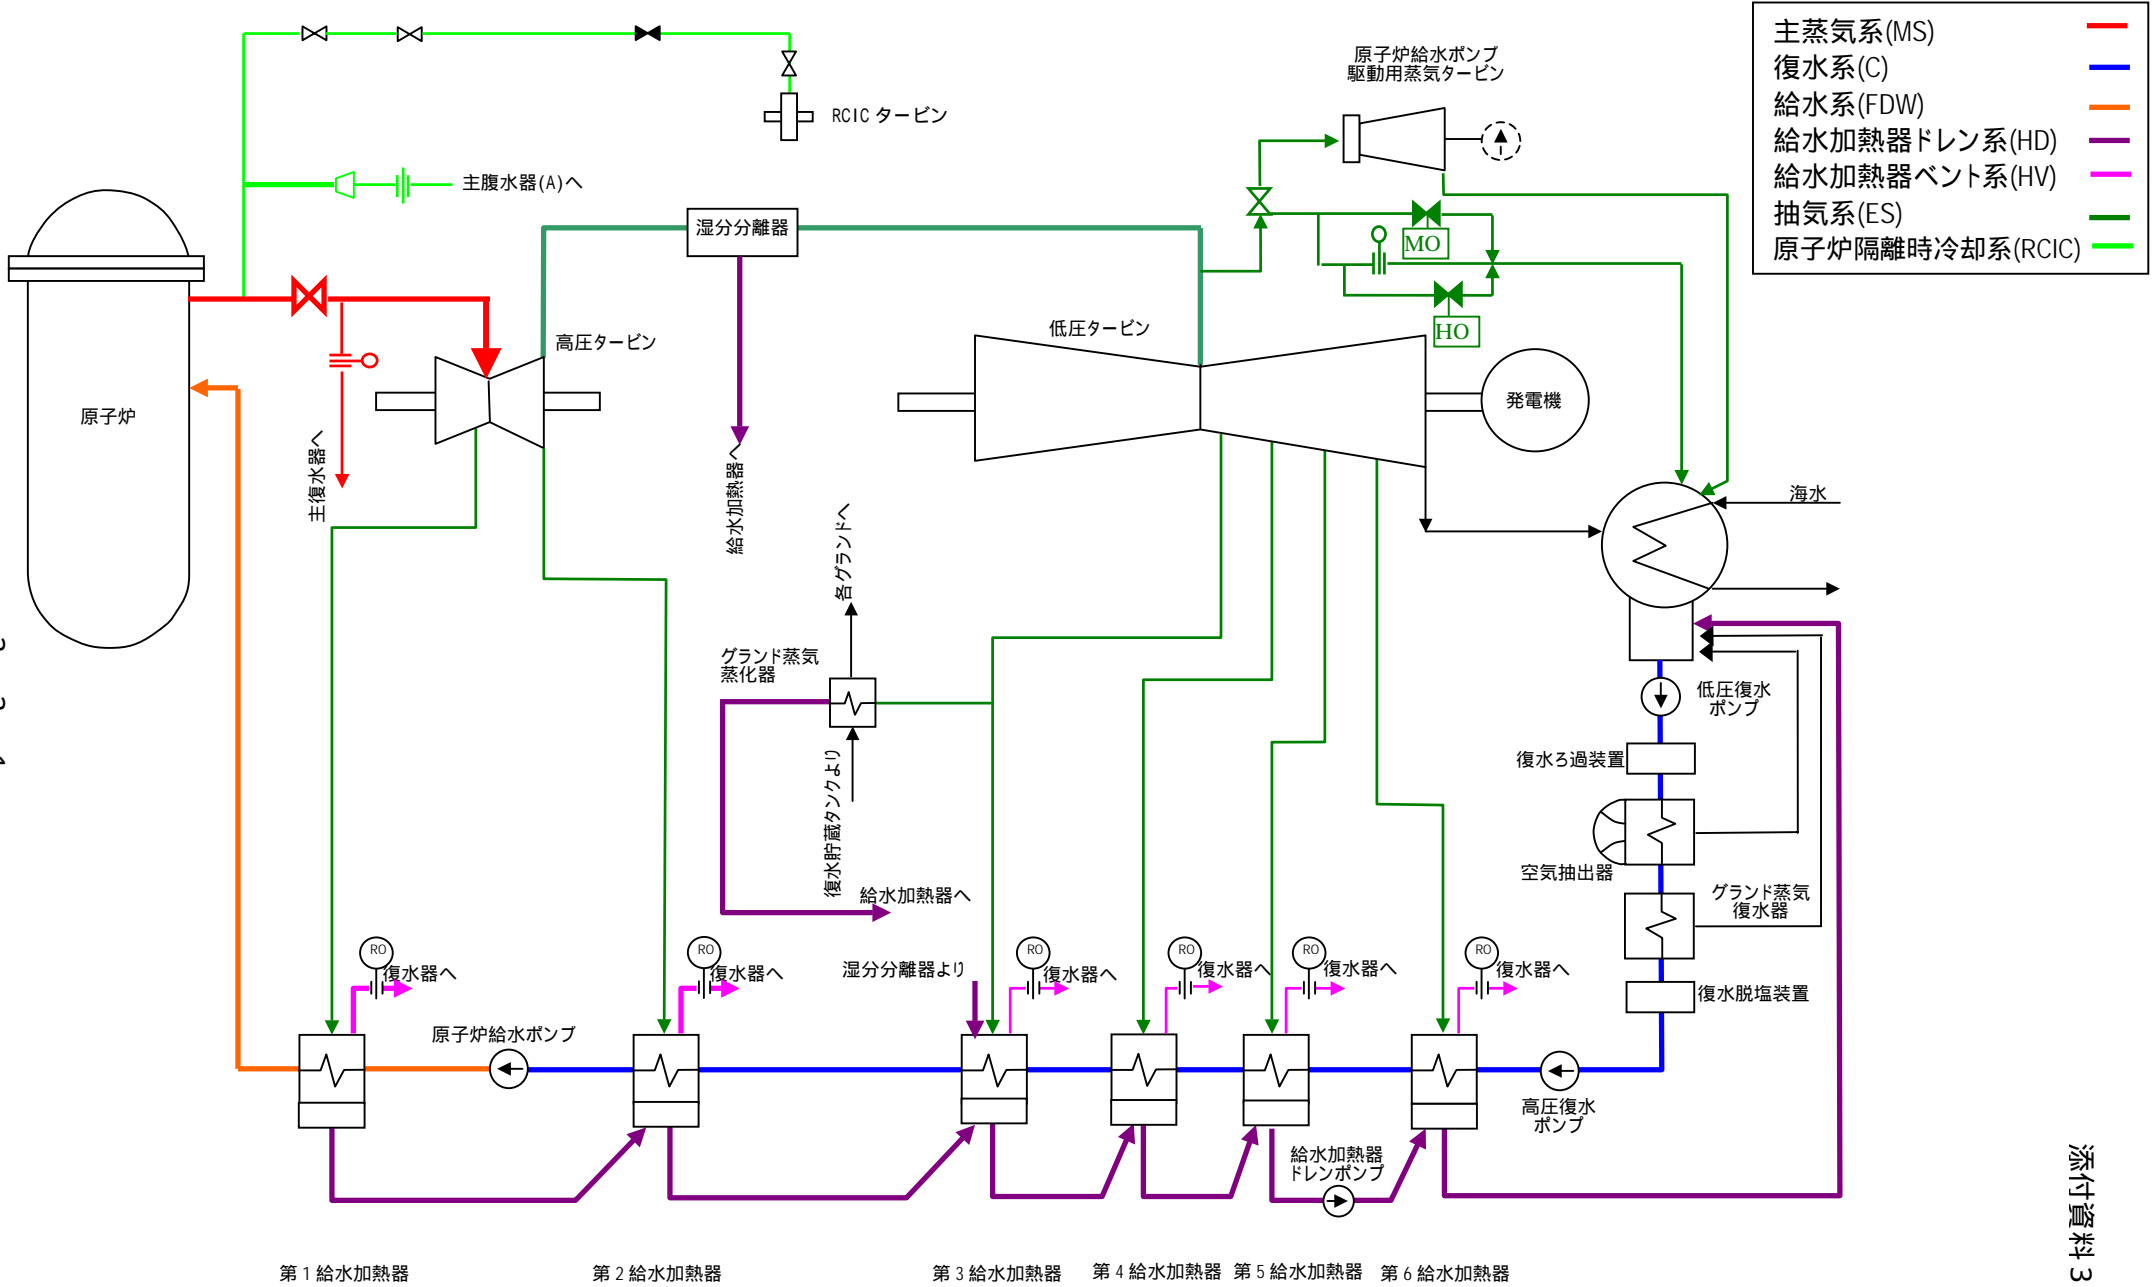 主蒸気系(MS)
復水系(C)
給水系(FDW)
給水加熱器ドレン系(HD)
給水加熱器ベント系(HV)
抽気系(ES)
原子炉隔離時冷却系(RCIC)
原子炉給水ポンプ
駆動用蒸気タービン
RCIC タービン
主腹水器(A)へ
湿分分離器
MO
HO
高圧タービン
低圧タービン
発電機
原子炉
主復水器へ
給水加熱器へ
海水
各グランドへ
グランド蒸気
蒸化器
復水貯蔵タンクより
給水加熱器へ
低圧復水
ポンプ
復水ろ過装置
空気抽出器
グランド蒸気
復水器
復水脱塩装置
RO
復水器へ
RO
復水器へ
湿分分離器より
RO
復水器へ
RO
復水器へ
RO
復水器へ
RO
復水器へ
原子炉給水ポンプ
高圧復水
ポンプ
給水加熱器
ドレンポンプ
第 1 給水加熱器
第 2 給水加熱器
第 3 給水加熱器
第 4 給水加熱器
第 5 給水加熱器
第 6 給水加熱器
添付資料 3